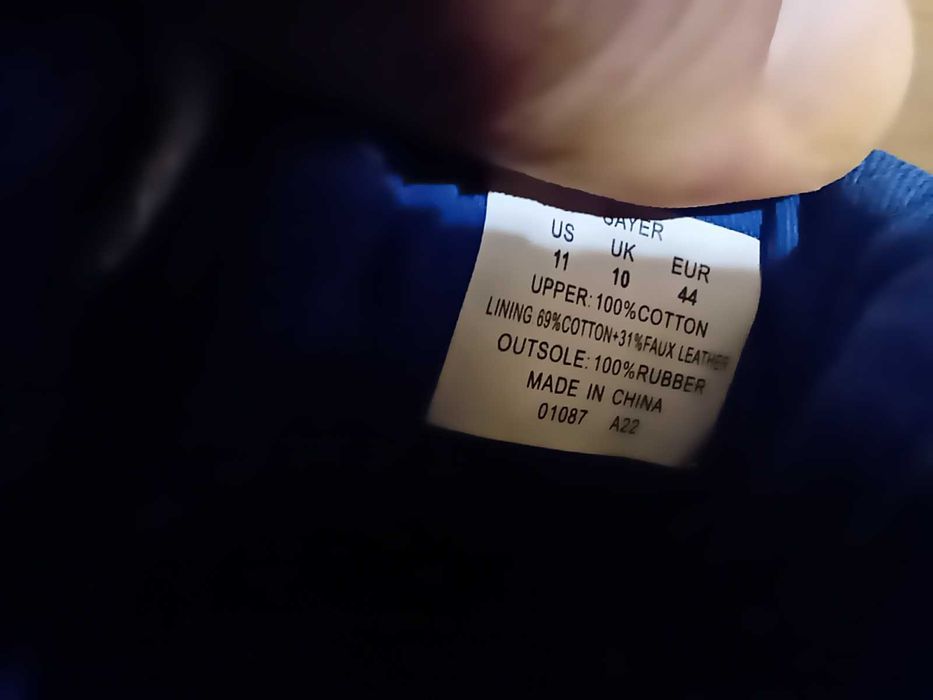 SAYER
US UK EUR
11 10 44
UPPER: 100%COTTON
LINING 69%COTTON+31%FAUX LEATHER
OUTSOLE: 100%RUBBER
MADE IN CHINA
01087 A22